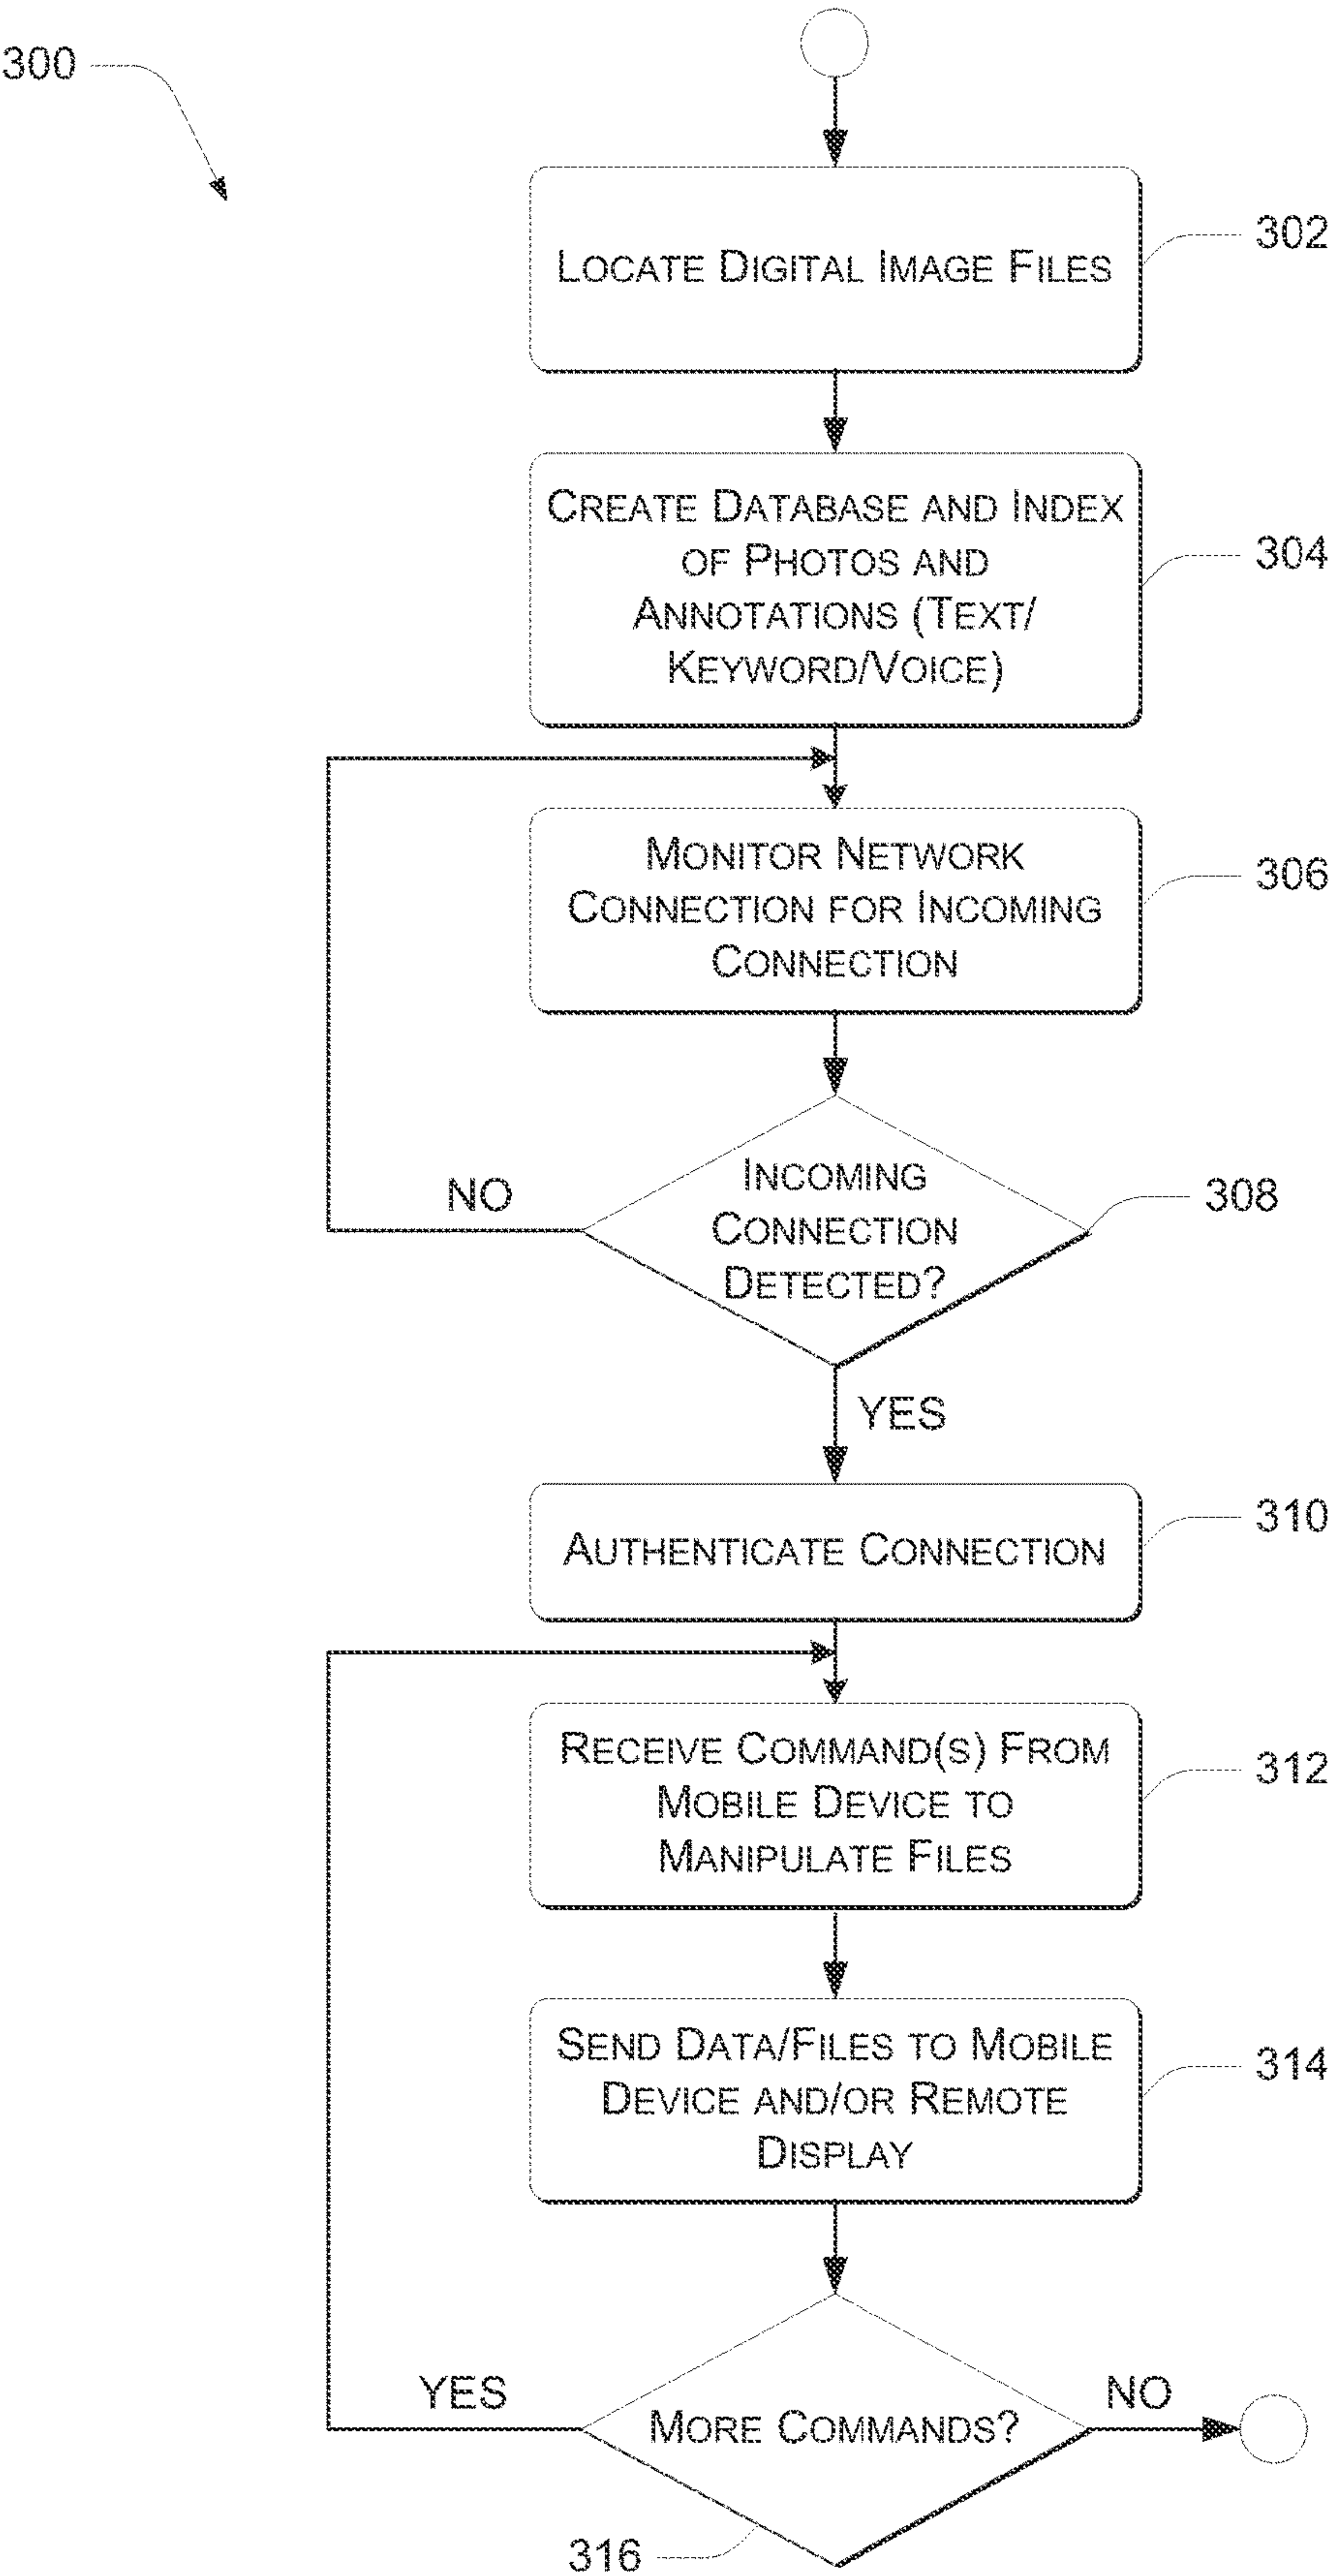 300
LOCATE DIGITAL IMAGE FILES
302
CREATE DATABASE AND INDEX
OF PHOTOS AND
ANNOTATIONS (TEXT/
KEYWORD/VOICE)
304
MONITOR NETWORK
CONNECTION FOR INCOMING
CONNECTION
306
INCOMING
CONNECTION
DETECTED?
308
NO
YES
AUTHENTICATE CONNECTION
310
RECEIVE COMMAND(S) FROM
MOBILE DEVICE TO
MANIPULATE FILES
312
SEND DATA/FILES TO MOBILE
DEVICE AND/OR REMOTE
DISPLAY
314
YES
MORE COMMANDS?
NO
316